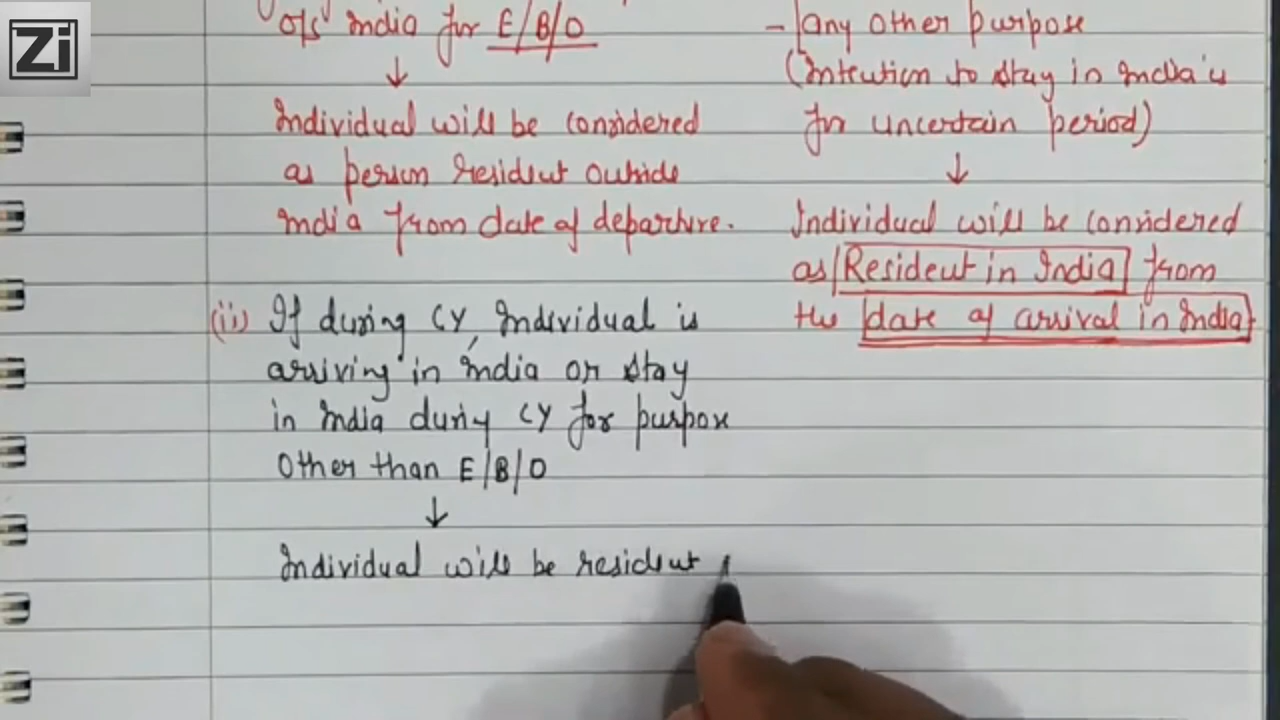 Zi
o/s India for E/B/O
↓
Individual will be considered
as person resident outside
India from date of departure.
- any other purpose
(Intention to stay in India is
for uncertain period)
↓
Individual will be considered
as Resident in India from
the date of arrival in India
(ii) If during CY, Individual is
arriving in India or stay
in India during CY for purpose
Other than E/B/O
↓
Individual will be resident